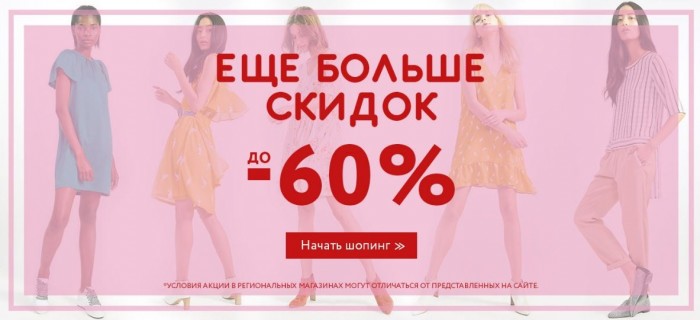 ЕЩЕ БОЛЬШЕ
СКИДОК
ДО
-60%
Начать шопинг »
*УСЛОВИЯ АКЦИИ В РЕГИОНАЛЬНЫХ МАГАЗИНАХ МОГУТ ОТЛИЧАТЬСЯ ОТ ПРЕДСТАВЛЕННЫХ НА САЙТЕ.